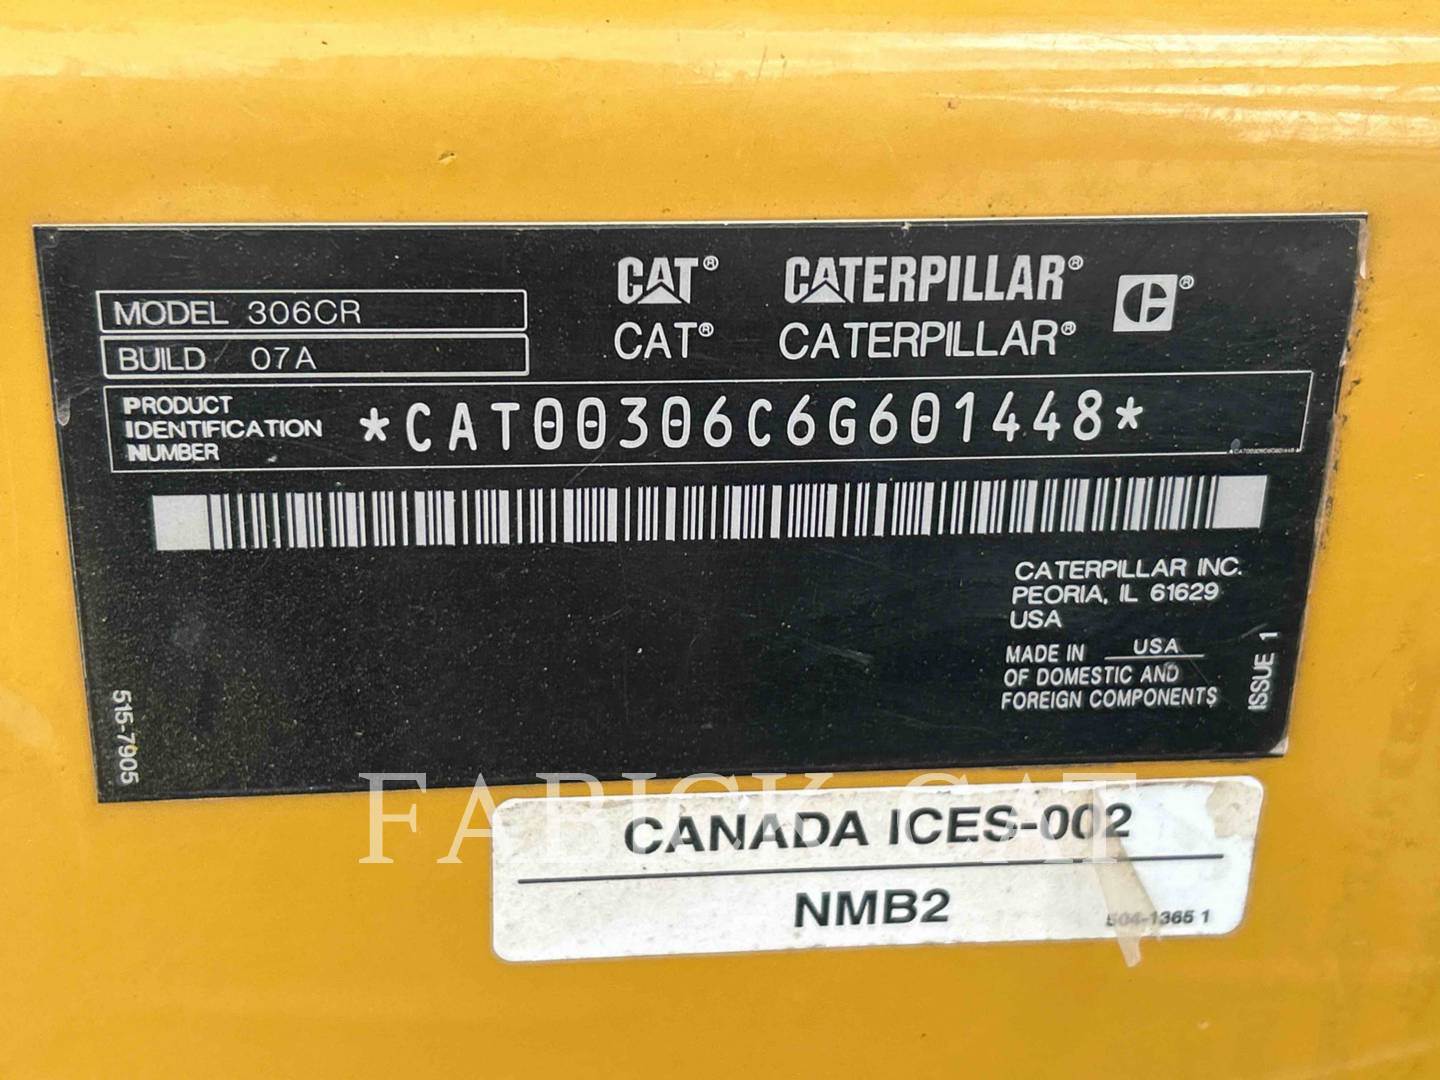 CAT® CATERPILLAR® ®
CAT® CATERPILLAR®
MODEL 306CR
BUILD 07A
PRODUCT
IDENTIFICATION
NUMBER
*CAT00306C6G601448*
CATERPILLAR INC.
PEORIA, IL 61629
USA
MADE IN USA
OF DOMESTIC AND
FOREIGN COMPONENTS
ISSUE 1
515-7905
FABICK CAT
CANADA ICES-002
NMB2
504-1365 1